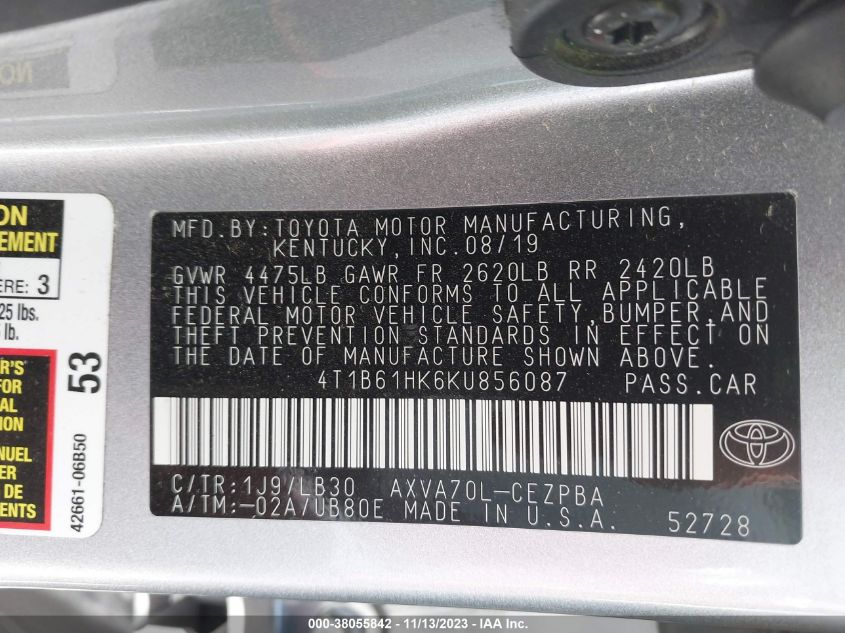 MFD.BY:TOYOTA MOTOR MANUFACTURING,
KENTUCKY,INC.08/19
GVWR 4475LB GAWR FR 2620LB RR 2420LB
THIS VEHICLE CONFORMS TO ALL APPLICABLE
FEDERAL MOTOR VEHICLE SAFETY,BUMPER,AND
THEFT PREVENTION STANDARDS IN EFFECT ON
THE DATE OF MANUFACTURE SHOWN ABOVE.
4T1B61HK6KU856087 PASS.CAR
C/TR:1J9/LB30 AXVA70L-CEZPBA
A/TM:-02A/UB80E MADE IN U.S.A. 52728
ON
EMENT
ERE: 3
25 lbs.
lb.
ER'S
FOR
AL
TION
NUEL
ER
DE
ENTS
53
42661-06B50
000-38055842 - 11/13/2023 - IAA Inc.